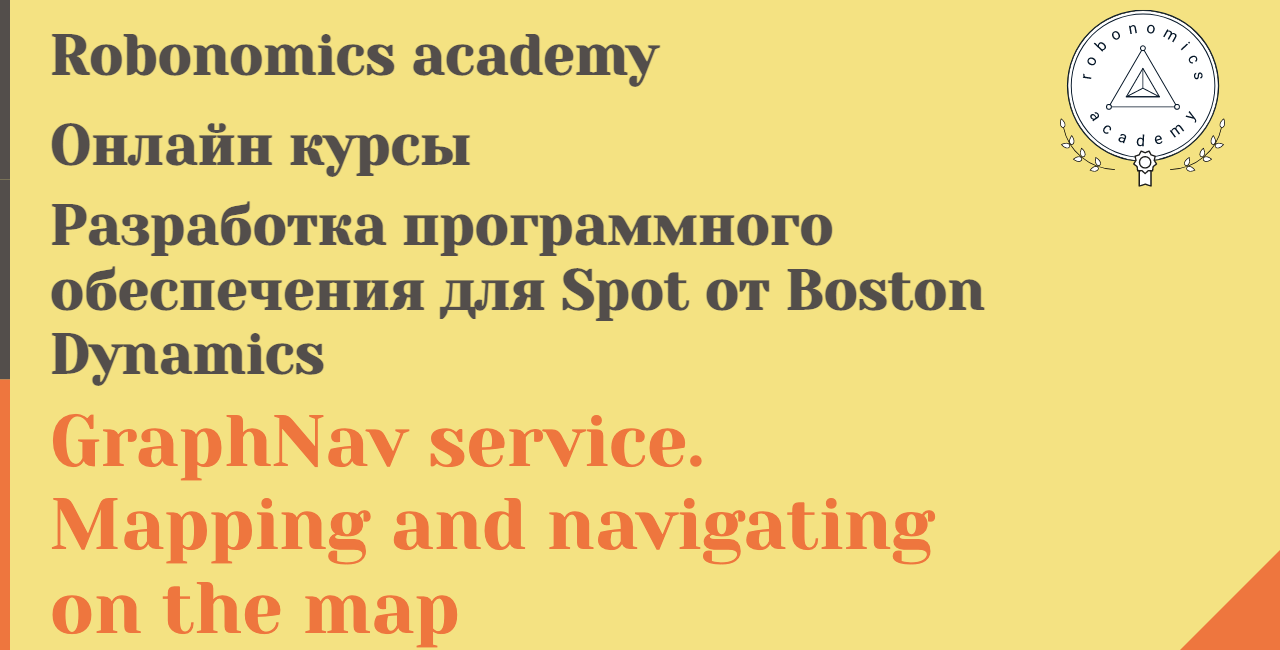 Robonomics academy
Онлайн курсы
Разработка программного
обеспечения для Spot от Boston
Dynamics
GraphNav service.
Mapping and navigating
on the map
robonomics
academy